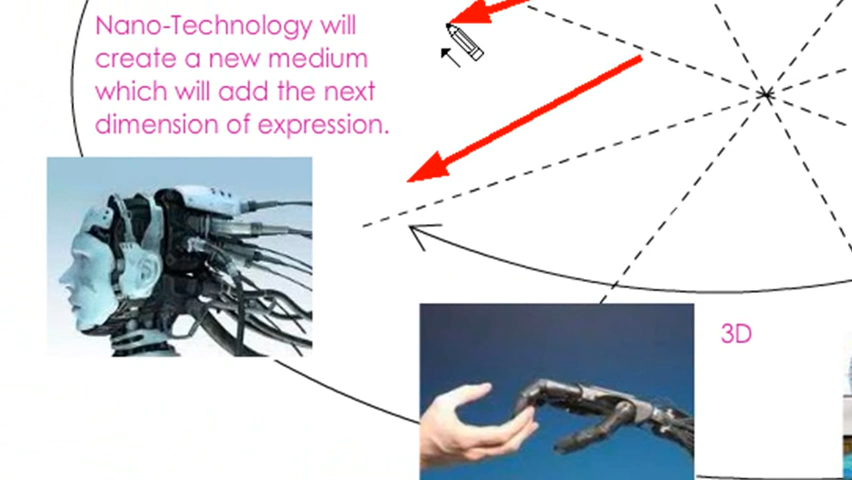 Nano-Technology will
create a new medium
which will add the next
dimension of expression.
3D